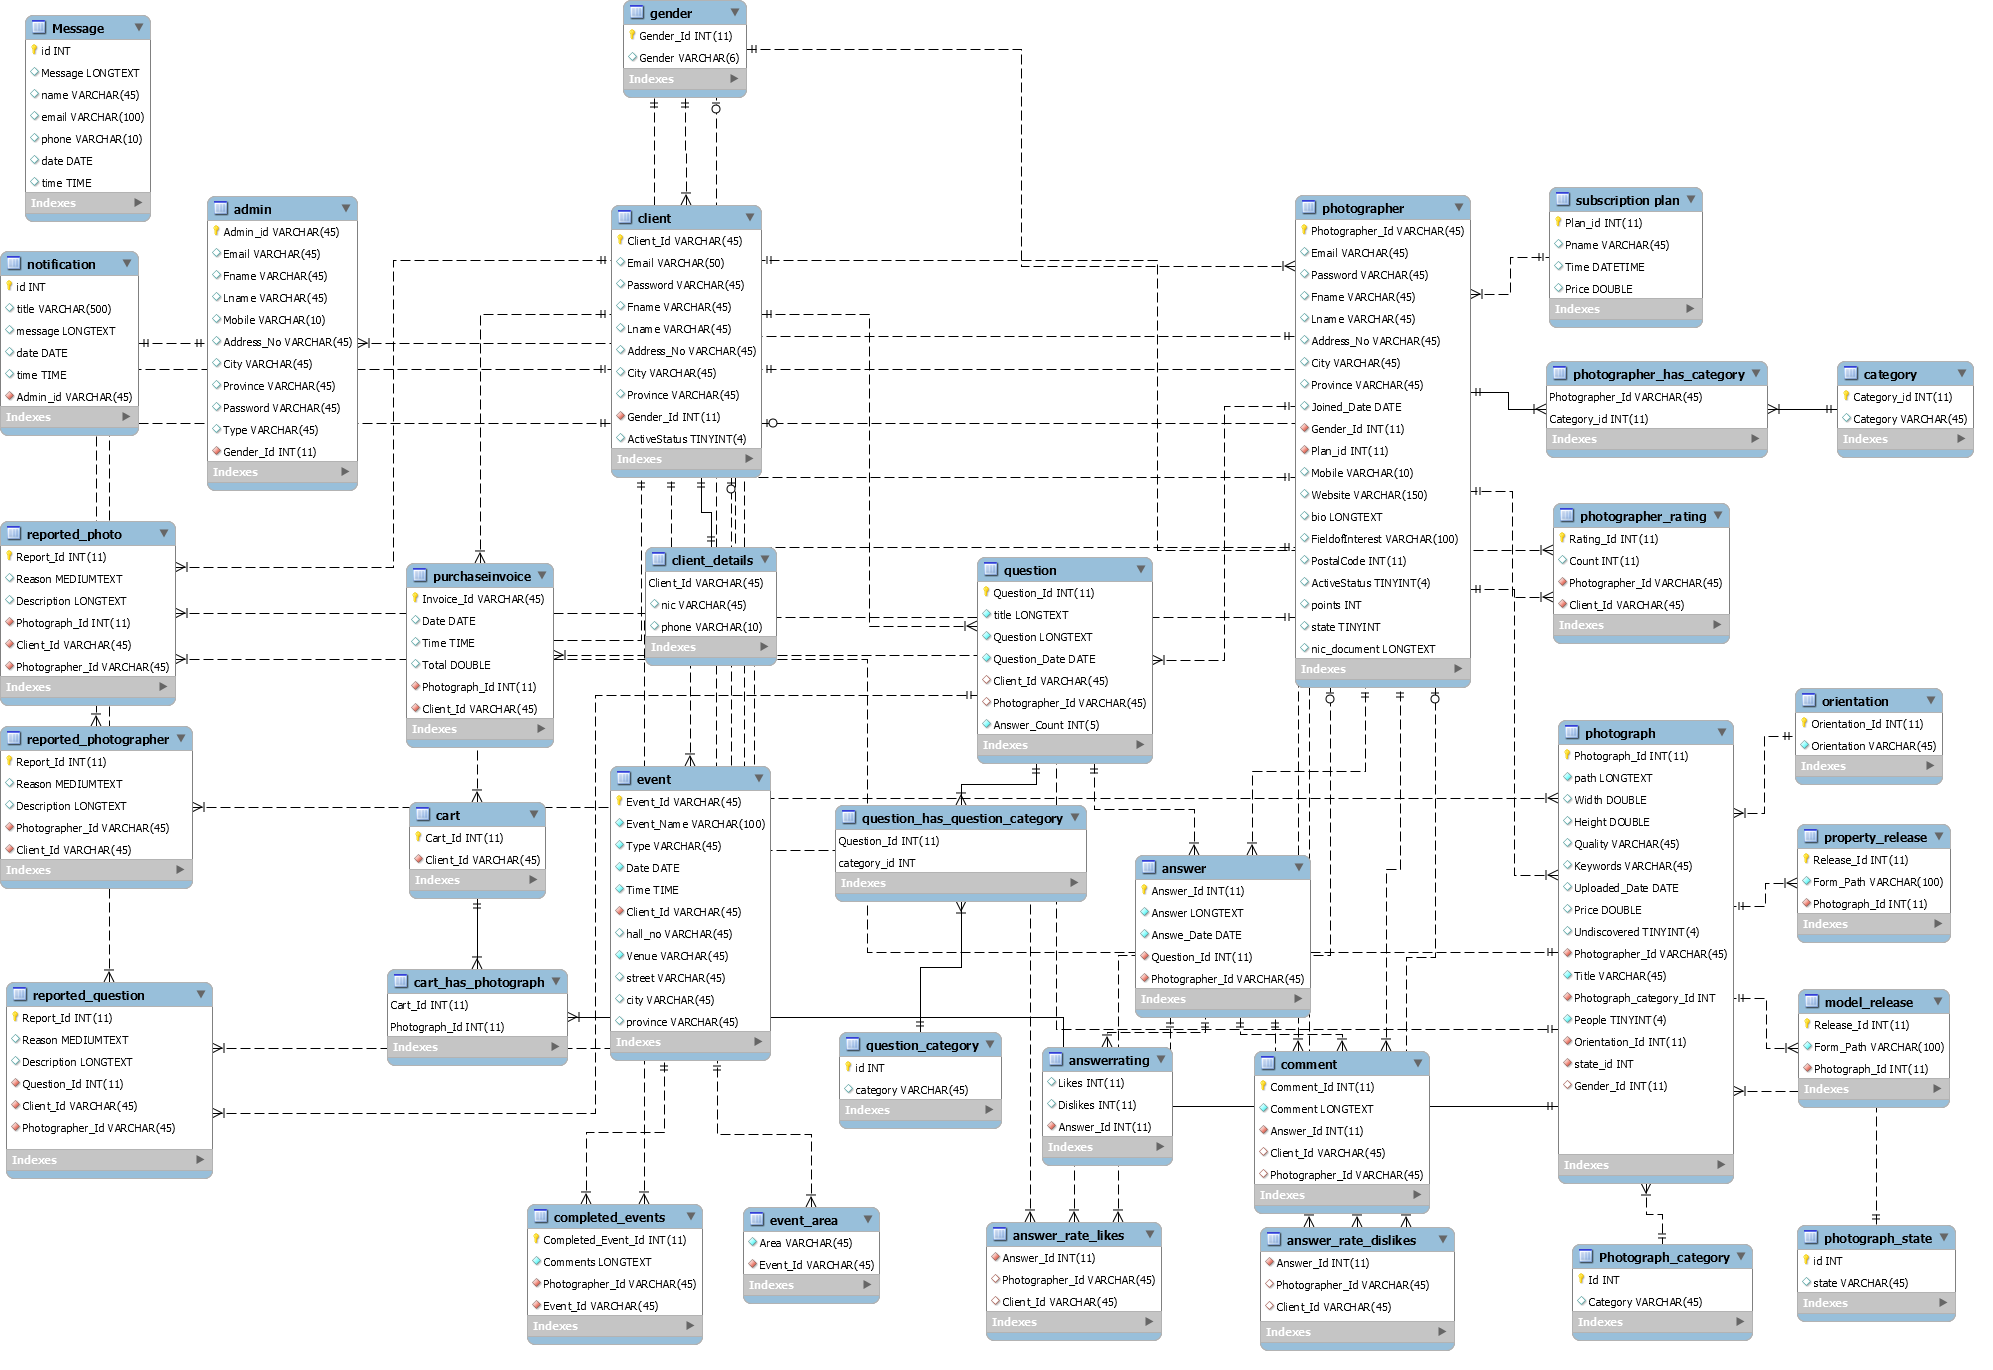 Message
id INT
Message LONGTEXT
name VARCHAR(45)
email VARCHAR(100)
phone VARCHAR(10)
date DATE
time TIME
Indexes
gender
Gender_Id INT(11)
Gender VARCHAR(6)
Indexes
notification
id INT
title VARCHAR(500)
message LONGTEXT
date DATE
time TIME
Admin_id VARCHAR(45)
Indexes
admin
Admin_id VARCHAR(45)
Email VARCHAR(45)
Fname VARCHAR(45)
Lname VARCHAR(45)
Mobile VARCHAR(10)
Address_No VARCHAR(45)
City VARCHAR(45)
Province VARCHAR(45)
Password VARCHAR(45)
Type VARCHAR(45)
Gender_Id INT(11)
Indexes
client
Client_Id VARCHAR(45)
Email VARCHAR(50)
Password VARCHAR(45)
Fname VARCHAR(45)
Lname VARCHAR(45)
Address_No VARCHAR(45)
City VARCHAR(45)
Province VARCHAR(45)
Gender_Id INT(11)
ActiveStatus TINYINT(4)
Indexes
photographer
Photographer_Id VARCHAR(45)
Email VARCHAR(45)
Password VARCHAR(45)
Fname VARCHAR(45)
Lname VARCHAR(45)
Address_No VARCHAR(45)
City VARCHAR(45)
Province VARCHAR(45)
Joined_Date DATE
Gender_Id INT(11)
Plan_id INT(11)
Mobile VARCHAR(10)
Website VARCHAR(150)
bio LONGTEXT
FieldofInterest VARCHAR(100)
PostalCode INT(11)
ActiveStatus TINYINT(4)
points INT
state TINYINT
nic_document LONGTEXT
Indexes
subscription plan
Plan_id INT(11)
Pname VARCHAR(45)
Time DATETIME
Price DOUBLE
Indexes
photographer_has_category
Photographer_Id VARCHAR(45)
Category_id INT(11)
Indexes
category
Category_id INT(11)
Category VARCHAR(45)
Indexes
photographer_rating
Rating_Id INT(11)
Count INT(11)
Photographer_Id VARCHAR(45)
Client_Id VARCHAR(45)
Indexes
reported_photo
Report_Id INT(11)
Reason MEDIUMTEXT
Description LONGTEXT
Photograph_Id INT(11)
Client_Id VARCHAR(45)
Photographer_Id VARCHAR(45)
Indexes
purchaseinvoice
Invoice_Id VARCHAR(45)
Date DATE
Time TIME
Total DOUBLE
Photograph_Id INT(11)
Client_Id VARCHAR(45)
Indexes
client_details
Client_Id VARCHAR(45)
nic VARCHAR(45)
phone VARCHAR(10)
Indexes
question
Question_Id INT(11)
title LONGTEXT
Question LONGTEXT
Question_Date DATE
Client_Id VARCHAR(45)
Photographer_Id VARCHAR(45)
Answer_Count INT(5)
Indexes
reported_photographer
Report_Id INT(11)
Reason MEDIUMTEXT
Description LONGTEXT
Photographer_Id VARCHAR(45)
Client_Id VARCHAR(45)
Indexes
cart
Cart_Id INT(11)
Client_Id VARCHAR(45)
Indexes
event
Event_Id VARCHAR(45)
Event_Name VARCHAR(100)
Type VARCHAR(45)
Date DATE
Time TIME
Client_Id VARCHAR(45)
hall_no VARCHAR(45)
Venue VARCHAR(45)
street VARCHAR(45)
city VARCHAR(45)
province VARCHAR(45)
Indexes
question_has_question_category
Question_Id INT(11)
category_id INT
Indexes
answer
Answer_Id INT(11)
Answer LONGTEXT
Answe_Date DATE
Question_Id INT(11)
Photographer_Id VARCHAR(45)
Indexes
photograph
Photograph_Id INT(11)
path LONGTEXT
Width DOUBLE
Height DOUBLE
Quality VARCHAR(45)
Keywords VARCHAR(45)
Uploaded_Date DATE
Price DOUBLE
Undiscovered TINYINT(4)
Photographer_Id VARCHAR(45)
Title VARCHAR(45)
Photograph_category_Id INT
People TINYINT(4)
Orientation_Id INT(11)
state_id INT
Gender_Id INT(11)
Indexes
orientation
Orientation_Id INT(11)
Orientation VARCHAR(45)
Indexes
property_release
Release_Id INT(11)
Form_Path VARCHAR(100)
Photograph_Id INT(11)
Indexes
model_release
Release_Id INT(11)
Form_Path VARCHAR(100)
Photograph_Id INT(11)
Indexes
reported_question
Report_Id INT(11)
Reason MEDIUMTEXT
Description LONGTEXT
Question_Id INT(11)
Client_Id VARCHAR(45)
Photographer_Id VARCHAR(45)
Indexes
cart_has_photograph
Cart_Id INT(11)
Photograph_Id INT(11)
Indexes
question_category
id INT
category VARCHAR(45)
Indexes
answerrating
Likes INT(11)
Dislikes INT(11)
Answer_Id INT(11)
Indexes
comment
Comment_Id INT(11)
Comment LONGTEXT
Answer_Id INT(11)
Client_Id VARCHAR(45)
Photographer_Id VARCHAR(45)
Indexes
completed_events
Completed_Event_Id INT(11)
Comments LONGTEXT
Photographer_Id VARCHAR(45)
Event_Id VARCHAR(45)
Indexes
event_area
Area VARCHAR(45)
Event_Id VARCHAR(45)
Indexes
answer_rate_likes
Answer_Id INT(11)
Photographer_Id VARCHAR(45)
Client_Id VARCHAR(45)
Indexes
answer_rate_dislikes
Answer_Id INT(11)
Photographer_Id VARCHAR(45)
Client_Id VARCHAR(45)
Indexes
Photograph_category
Id INT
Category VARCHAR(45)
Indexes
photograph_state
id INT
state VARCHAR(45)
Indexes